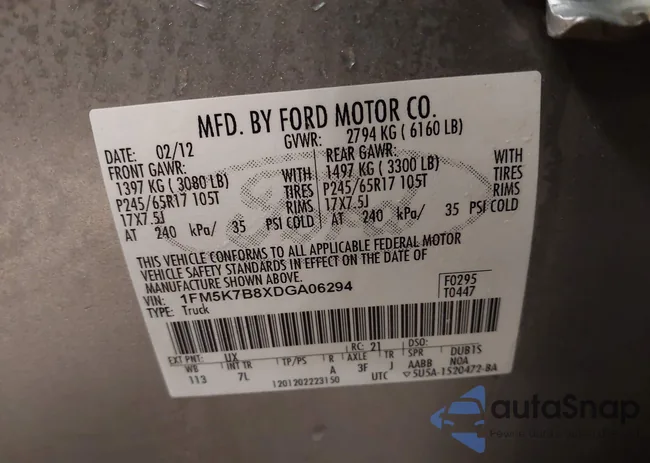 MFD. BY FORD MOTOR CO.
DATE: 02/12 GVWR: 2794 KG ( 6160 LB)
FRONT GAWR: REAR GAWR:
1397 KG ( 3080 LB) WITH 1497 KG ( 3300 LB) WITH
P245/65R17 105T TIRES P245/65R17 105T TIRES
17X7.5J RIMS 17X7.5J RIMS
AT 240 kPa/ 35 PSI COLD AT 240 kPa/ 35 PSI COLD
THIS VEHICLE CONFORMS TO ALL APPLICABLE FEDERAL MOTOR
VEHICLE SAFETY STANDARDS IN EFFECT ON THE DATE OF
MANUFACTURE SHOWN ABOVE.
VIN: 1FM5K7B8XDGA06294 F0295
TYPE: Truck T0447
EXT PNT: UX RC: 21 DSO:
WB INT TR TP/PS R AXLE TR SPR DUB1S
113 7L A 3F J AABB NOA
1201202223150 UTC 5U5A-1520472-BA
Ford
autoSnap